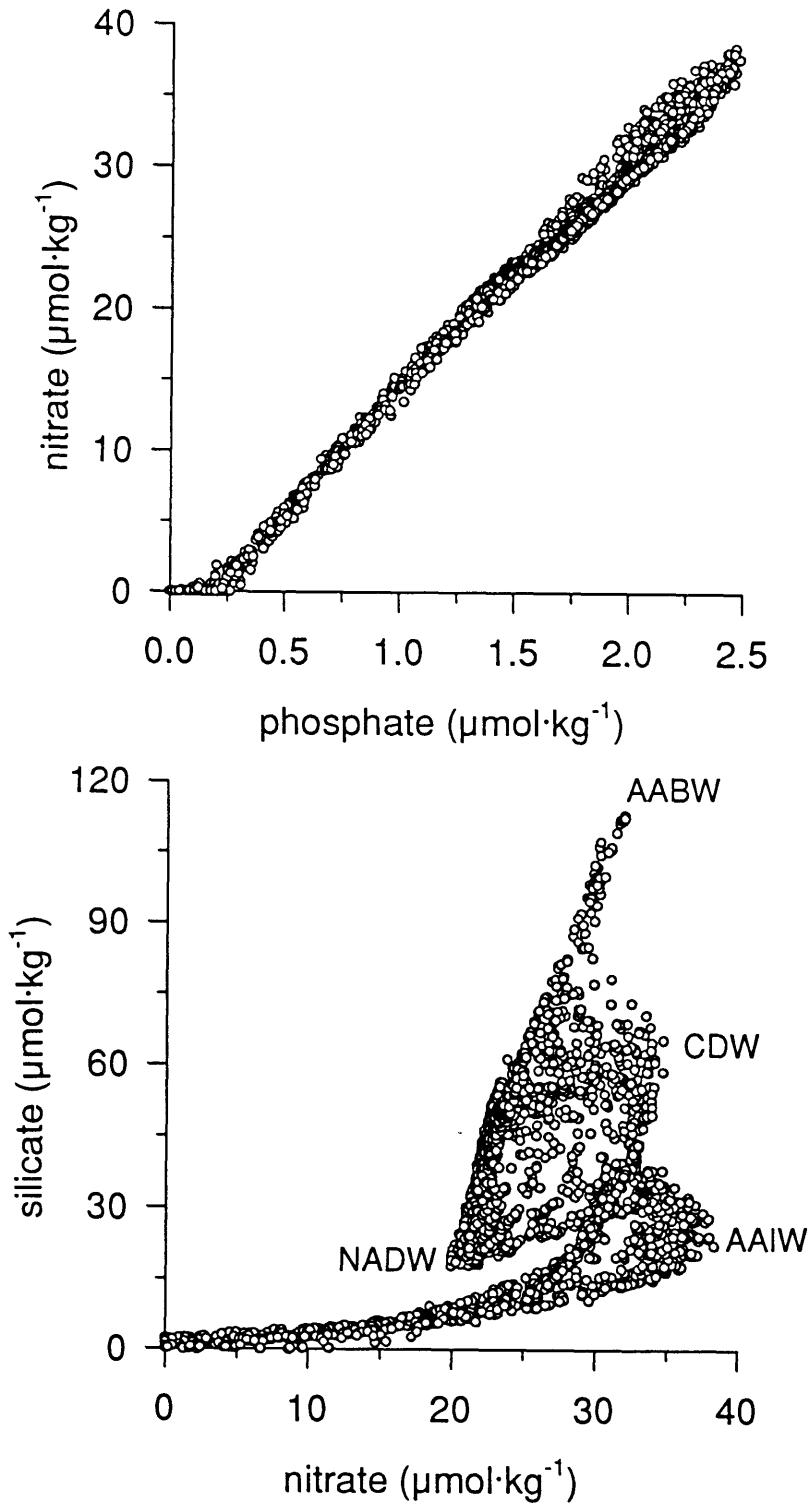 40
30
20
10
0
nitrate (µmol·kg⁻¹)
0.0 0.5 1.0 1.5 2.0 2.5
phosphate (µmol·kg⁻¹)
120
90
60
30
0
silicate (µmol·kg⁻¹)
AABW
CDW
NADW
AAIW
0 10 20 30 40
nitrate (µmol·kg⁻¹)